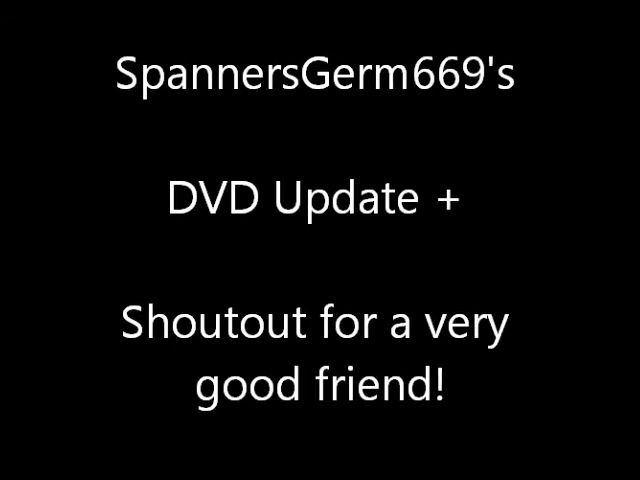 SpannersGerm669's
DVD Update +
Shoutout for a very
good friend!